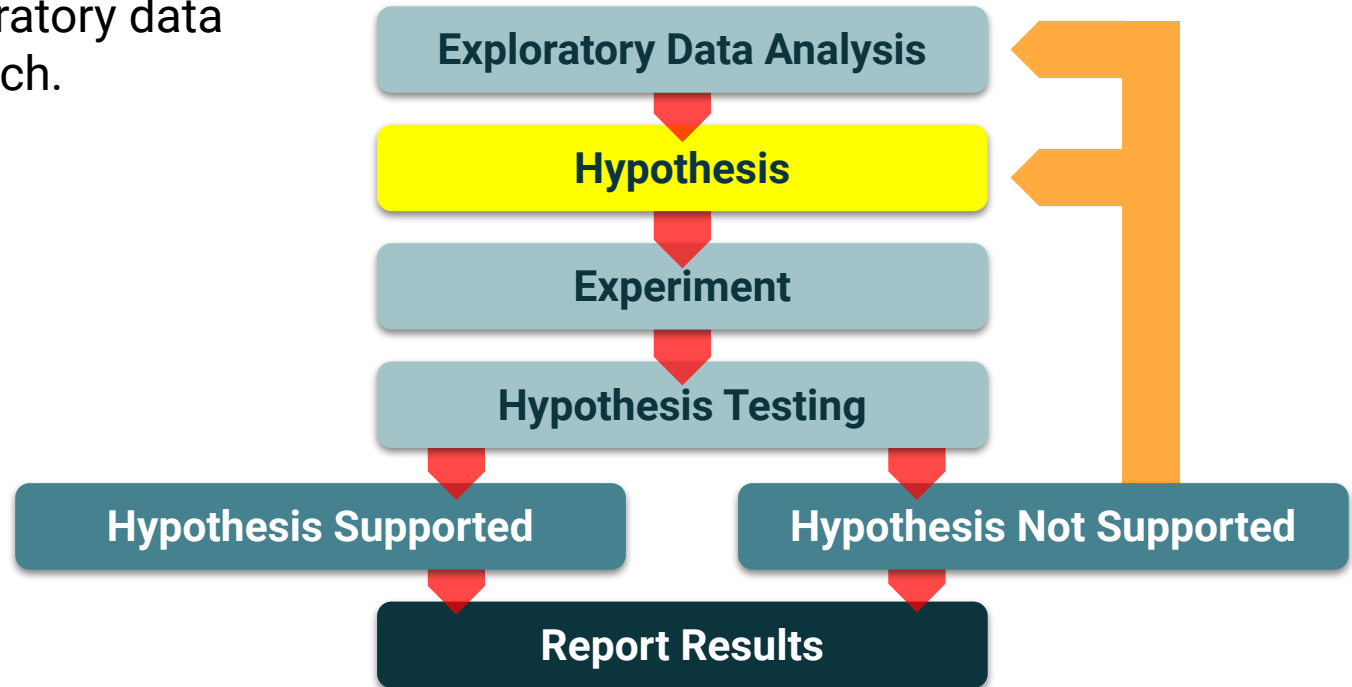 ratory data
ch.
Exploratory Data Analysis
Hypothesis
Experiment
Hypothesis Testing
Hypothesis Supported
Hypothesis Not Supported
Report Results